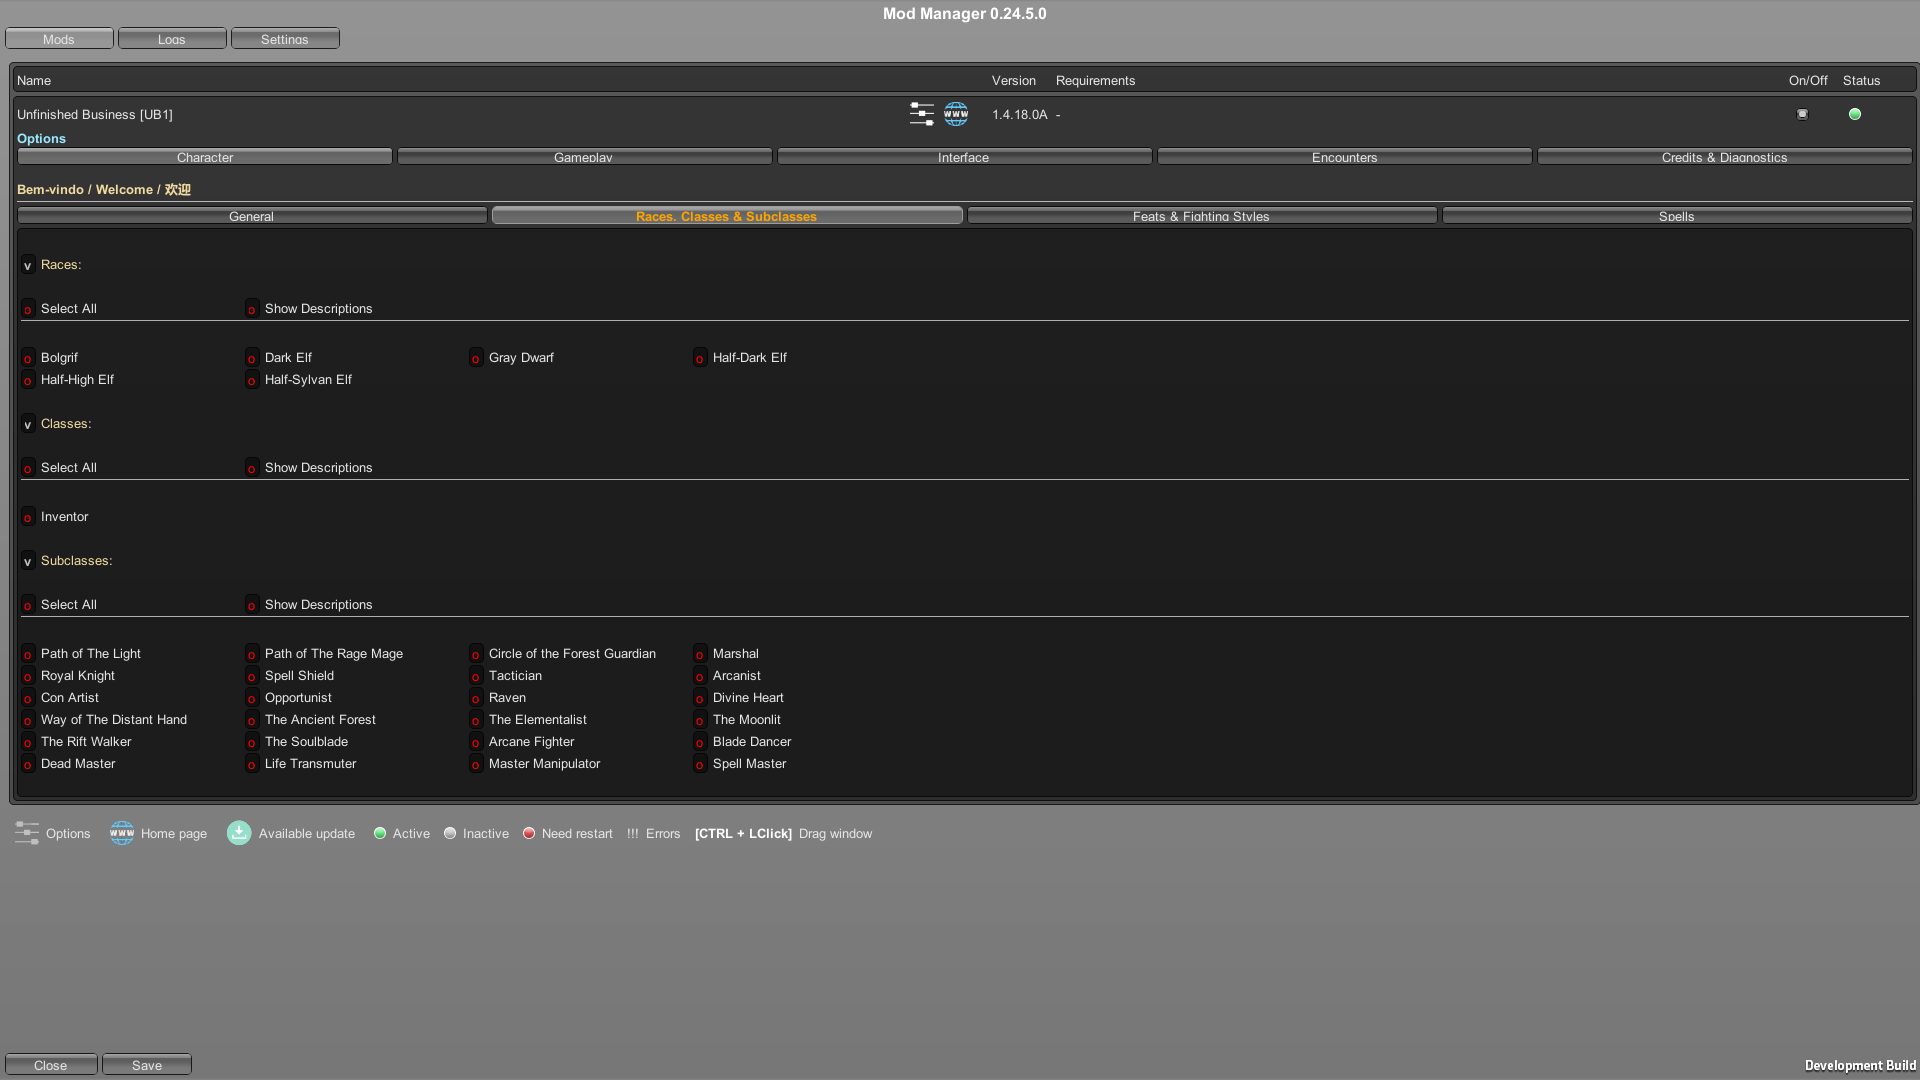 Mod Manager 0.24.5.0
Mods Logs Settings
Name Version Requirements On/Off Status
Unfinished Business [UB1] www 1.4.18.0A -
Options
Character Gameplay Interface Encounters Credits & Diagnostics
Bem-vindo / Welcome / 欢迎
General Races, Classes & Subclasses Feats & Fighting Styles Spells
v Races:
o Select All o Show Descriptions
o Bolgrif o Dark Elf o Gray Dwarf o Half-Dark Elf
o Half-High Elf o Half-Sylvan Elf
v Classes:
o Select All o Show Descriptions
o Inventor
v Subclasses:
o Select All o Show Descriptions
o Path of The Light o Path of The Rage Mage o Circle of the Forest Guardian o Marshal
o Royal Knight o Spell Shield o Tactician o Arcanist
o Con Artist o Opportunist o Raven o Divine Heart
o Way of The Distant Hand o The Ancient Forest o The Elementalist o The Moonlit
o The Rift Walker o The Soulblade o Arcane Fighter o Blade Dancer
o Dead Master o Life Transmuter o Master Manipulator o Spell Master
Options www Home page Available update Active Inactive Need restart !!! Errors [CTRL + LClick] Drag window
Close Save Development Build